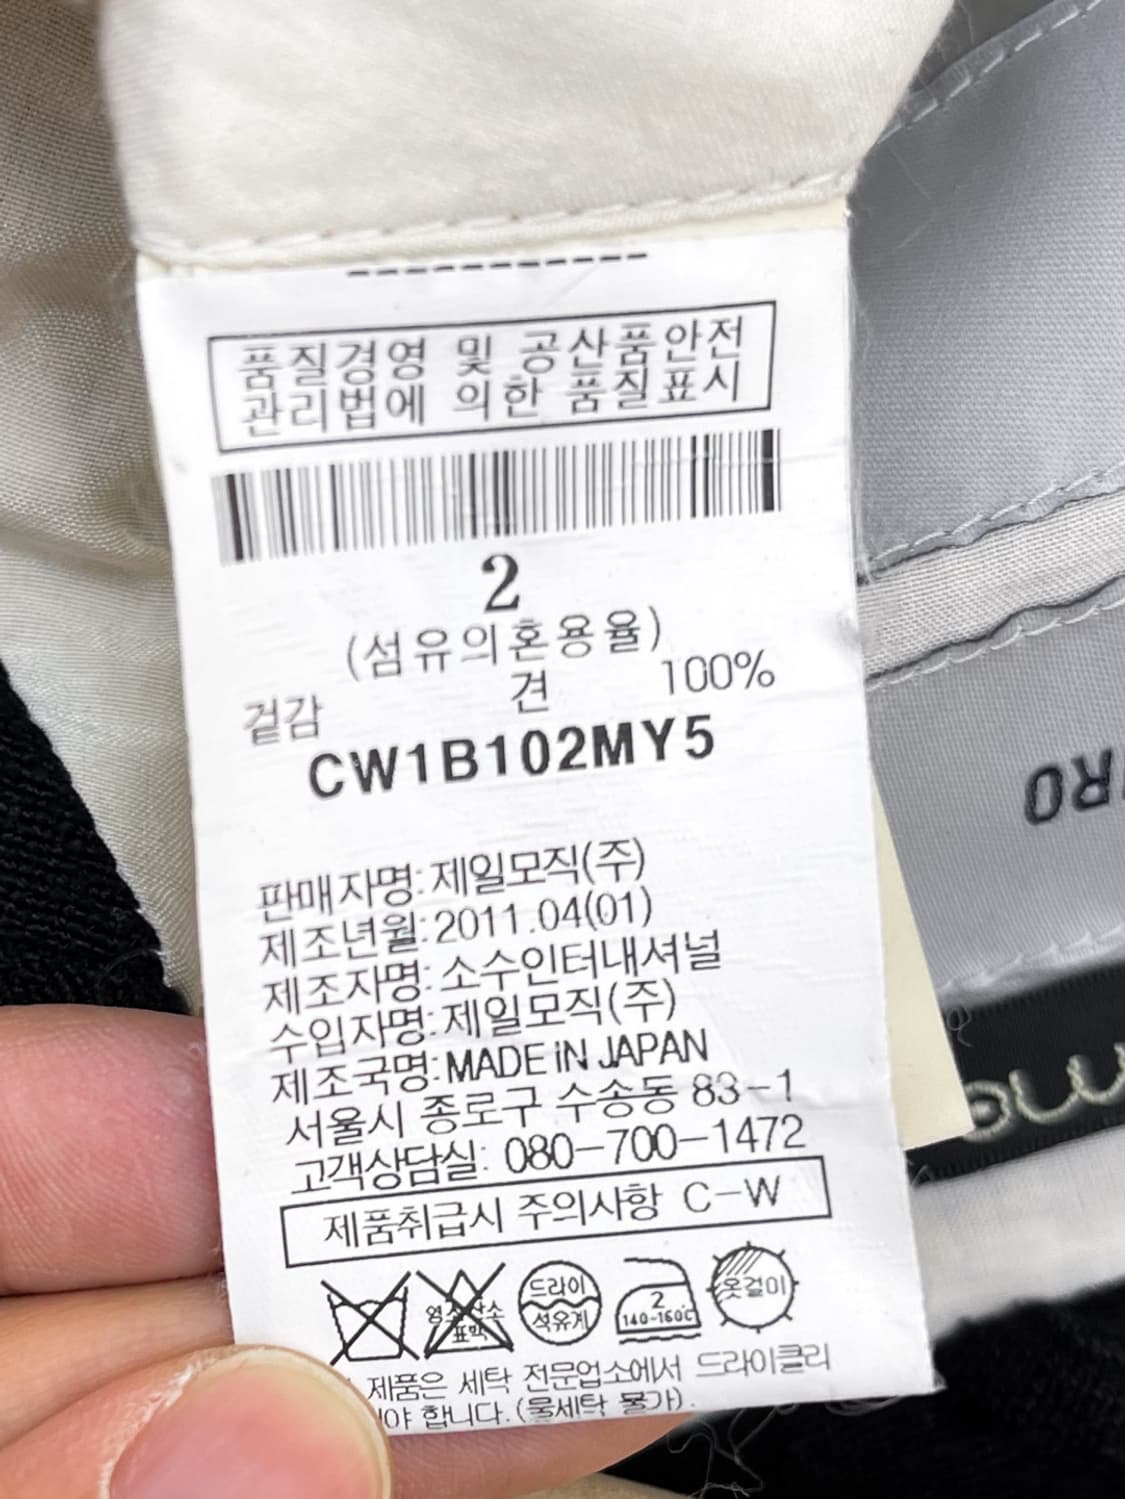 품질경영 및 공산품안전
관리법에 의한 품질표시
2
(섬유의혼용율)
겉감 견 100%
CW1B102MY5
판매자명: 제일모직(주)
제조년월: 2011.04(01)
제조자명: 소수인터내셔널
수입자명: 제일모직(주)
제조국명: MADE IN JAPAN
서울시 종로구 수송동 83-1
고객상담실: 080-700-1472
제품취급시 주의사항 C-W
표백
드라이
석유계
2
140-160℃
옷걸이
제품은 세탁 전문업소에서 드라이클리
합니다.(물세탁 불가).